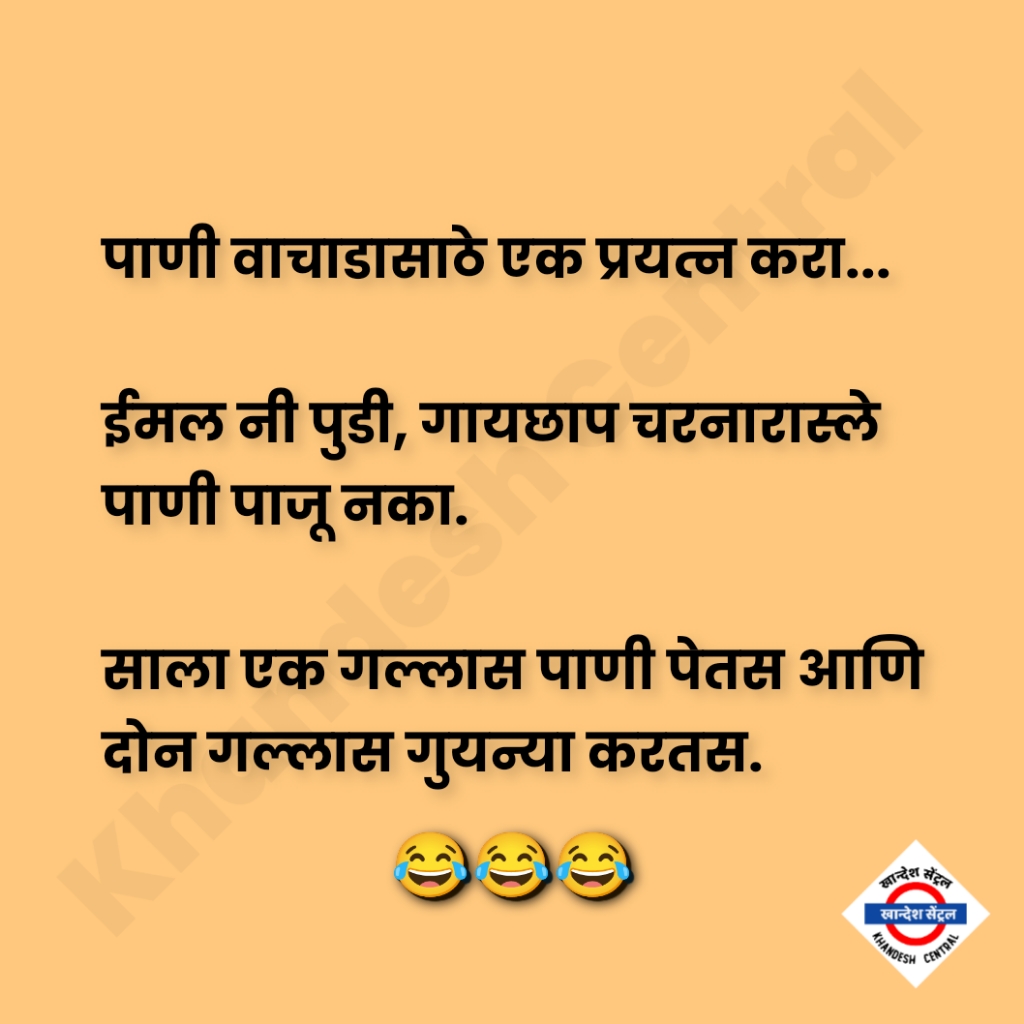 पाणी वाचाडासाठे एक प्रयत्न करा...
ईमल नी पुडी, गायछाप चरनारास्ले
पाणी पाजू नका.
साला एक गल्लास पाणी पेतस आणि
दोन गल्लास गुयन्या करतस.
😂😂😂
Khandesh Central
खान्देश सेंट्रल
खान्देश सेंट्रल
KHANDESH CENTRAL